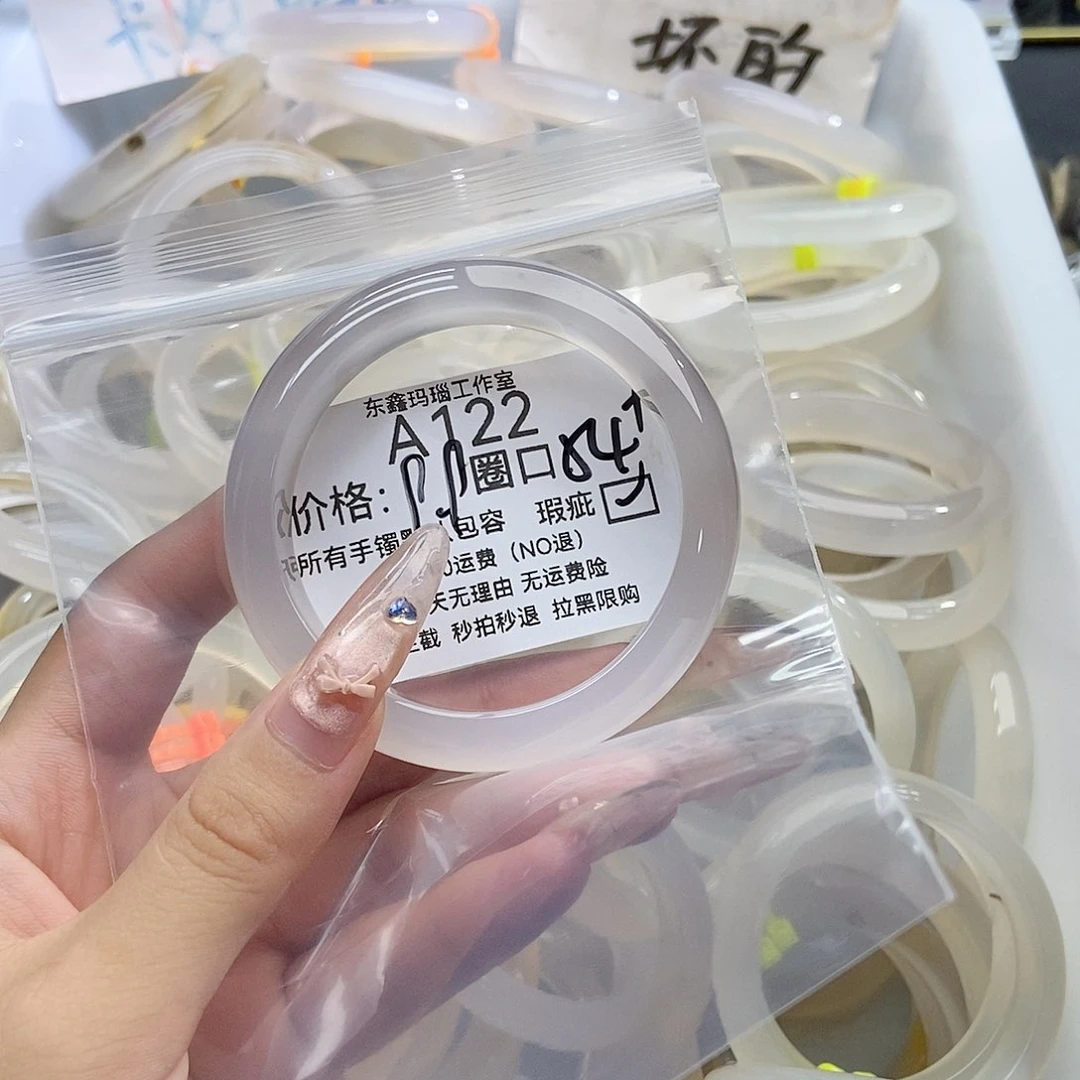 坏的
东鑫玛瑙工作室
A122
价格: 圈口 841
所有手镯 包容 瑕疵
运费（NO退）
天无理由 无运费险
截 秒拍秒退 拉黑限购